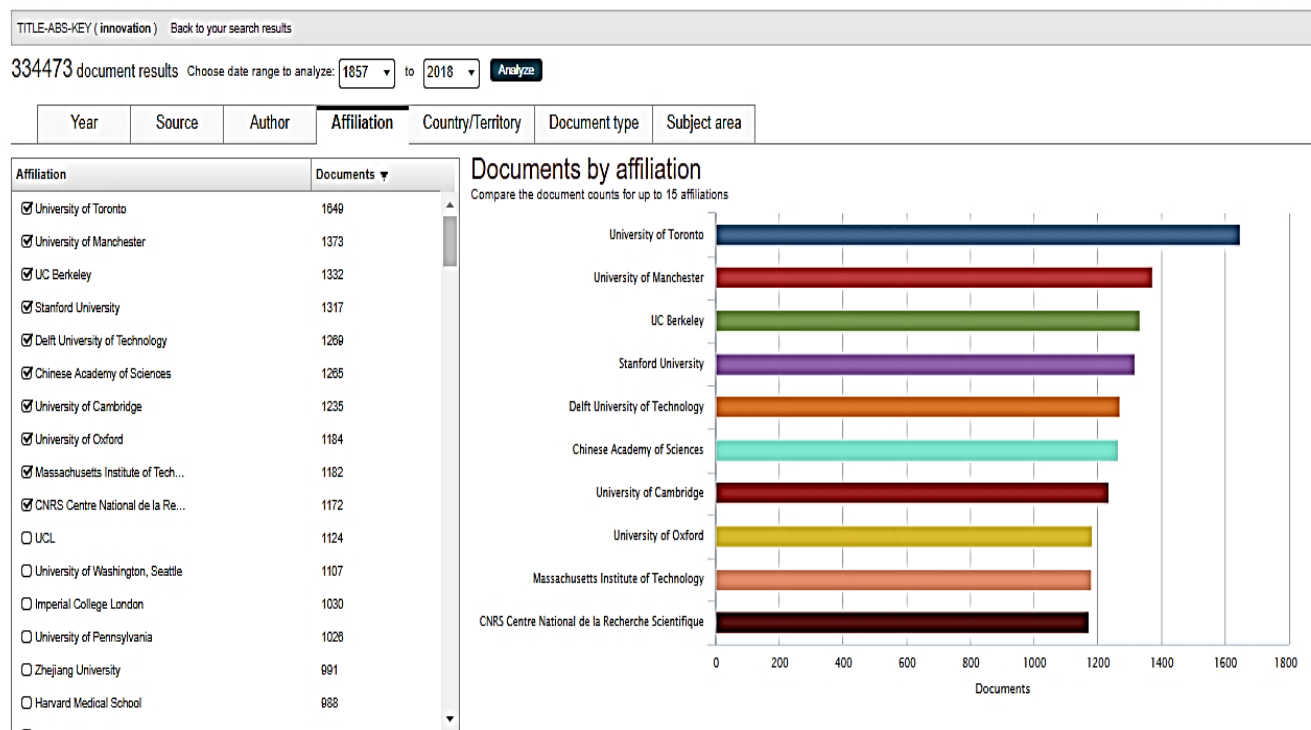 TITLE-ABS-KEY ( innovation ) Back to your search results
334473 document results Choose date range to analyze: 1857 to 2018 Analyze
Year Source Author Affiliation Country/Territory Document type Subject area
Affiliation Documents
University of Toronto 1649
University of Manchester 1373
UC Berkeley 1332
Stanford University 1317
Delft University of Technology 1269
Chinese Academy of Sciences 1265
University of Cambridge 1235
University of Oxford 1184
Massachusetts Institute of Tech... 1182
CNRS Centre National de la Re... 1172
UCL 1124
University of Washington, Seattle 1107
Imperial College London 1030
University of Pennsylvania 1026
Zhejiang University 991
Harvard Medical School 988
Documents by affiliation
Compare the document counts for up to 15 affiliations
University of Toronto
University of Manchester
UC Berkeley
Stanford University
Delft University of Technology
Chinese Academy of Sciences
University of Cambridge
University of Oxford
Massachusetts Institute of Technology
CNRS Centre National de la Recherche Scientifique
0 200 400 600 800 1000 1200 1400 1600 1800
Documents